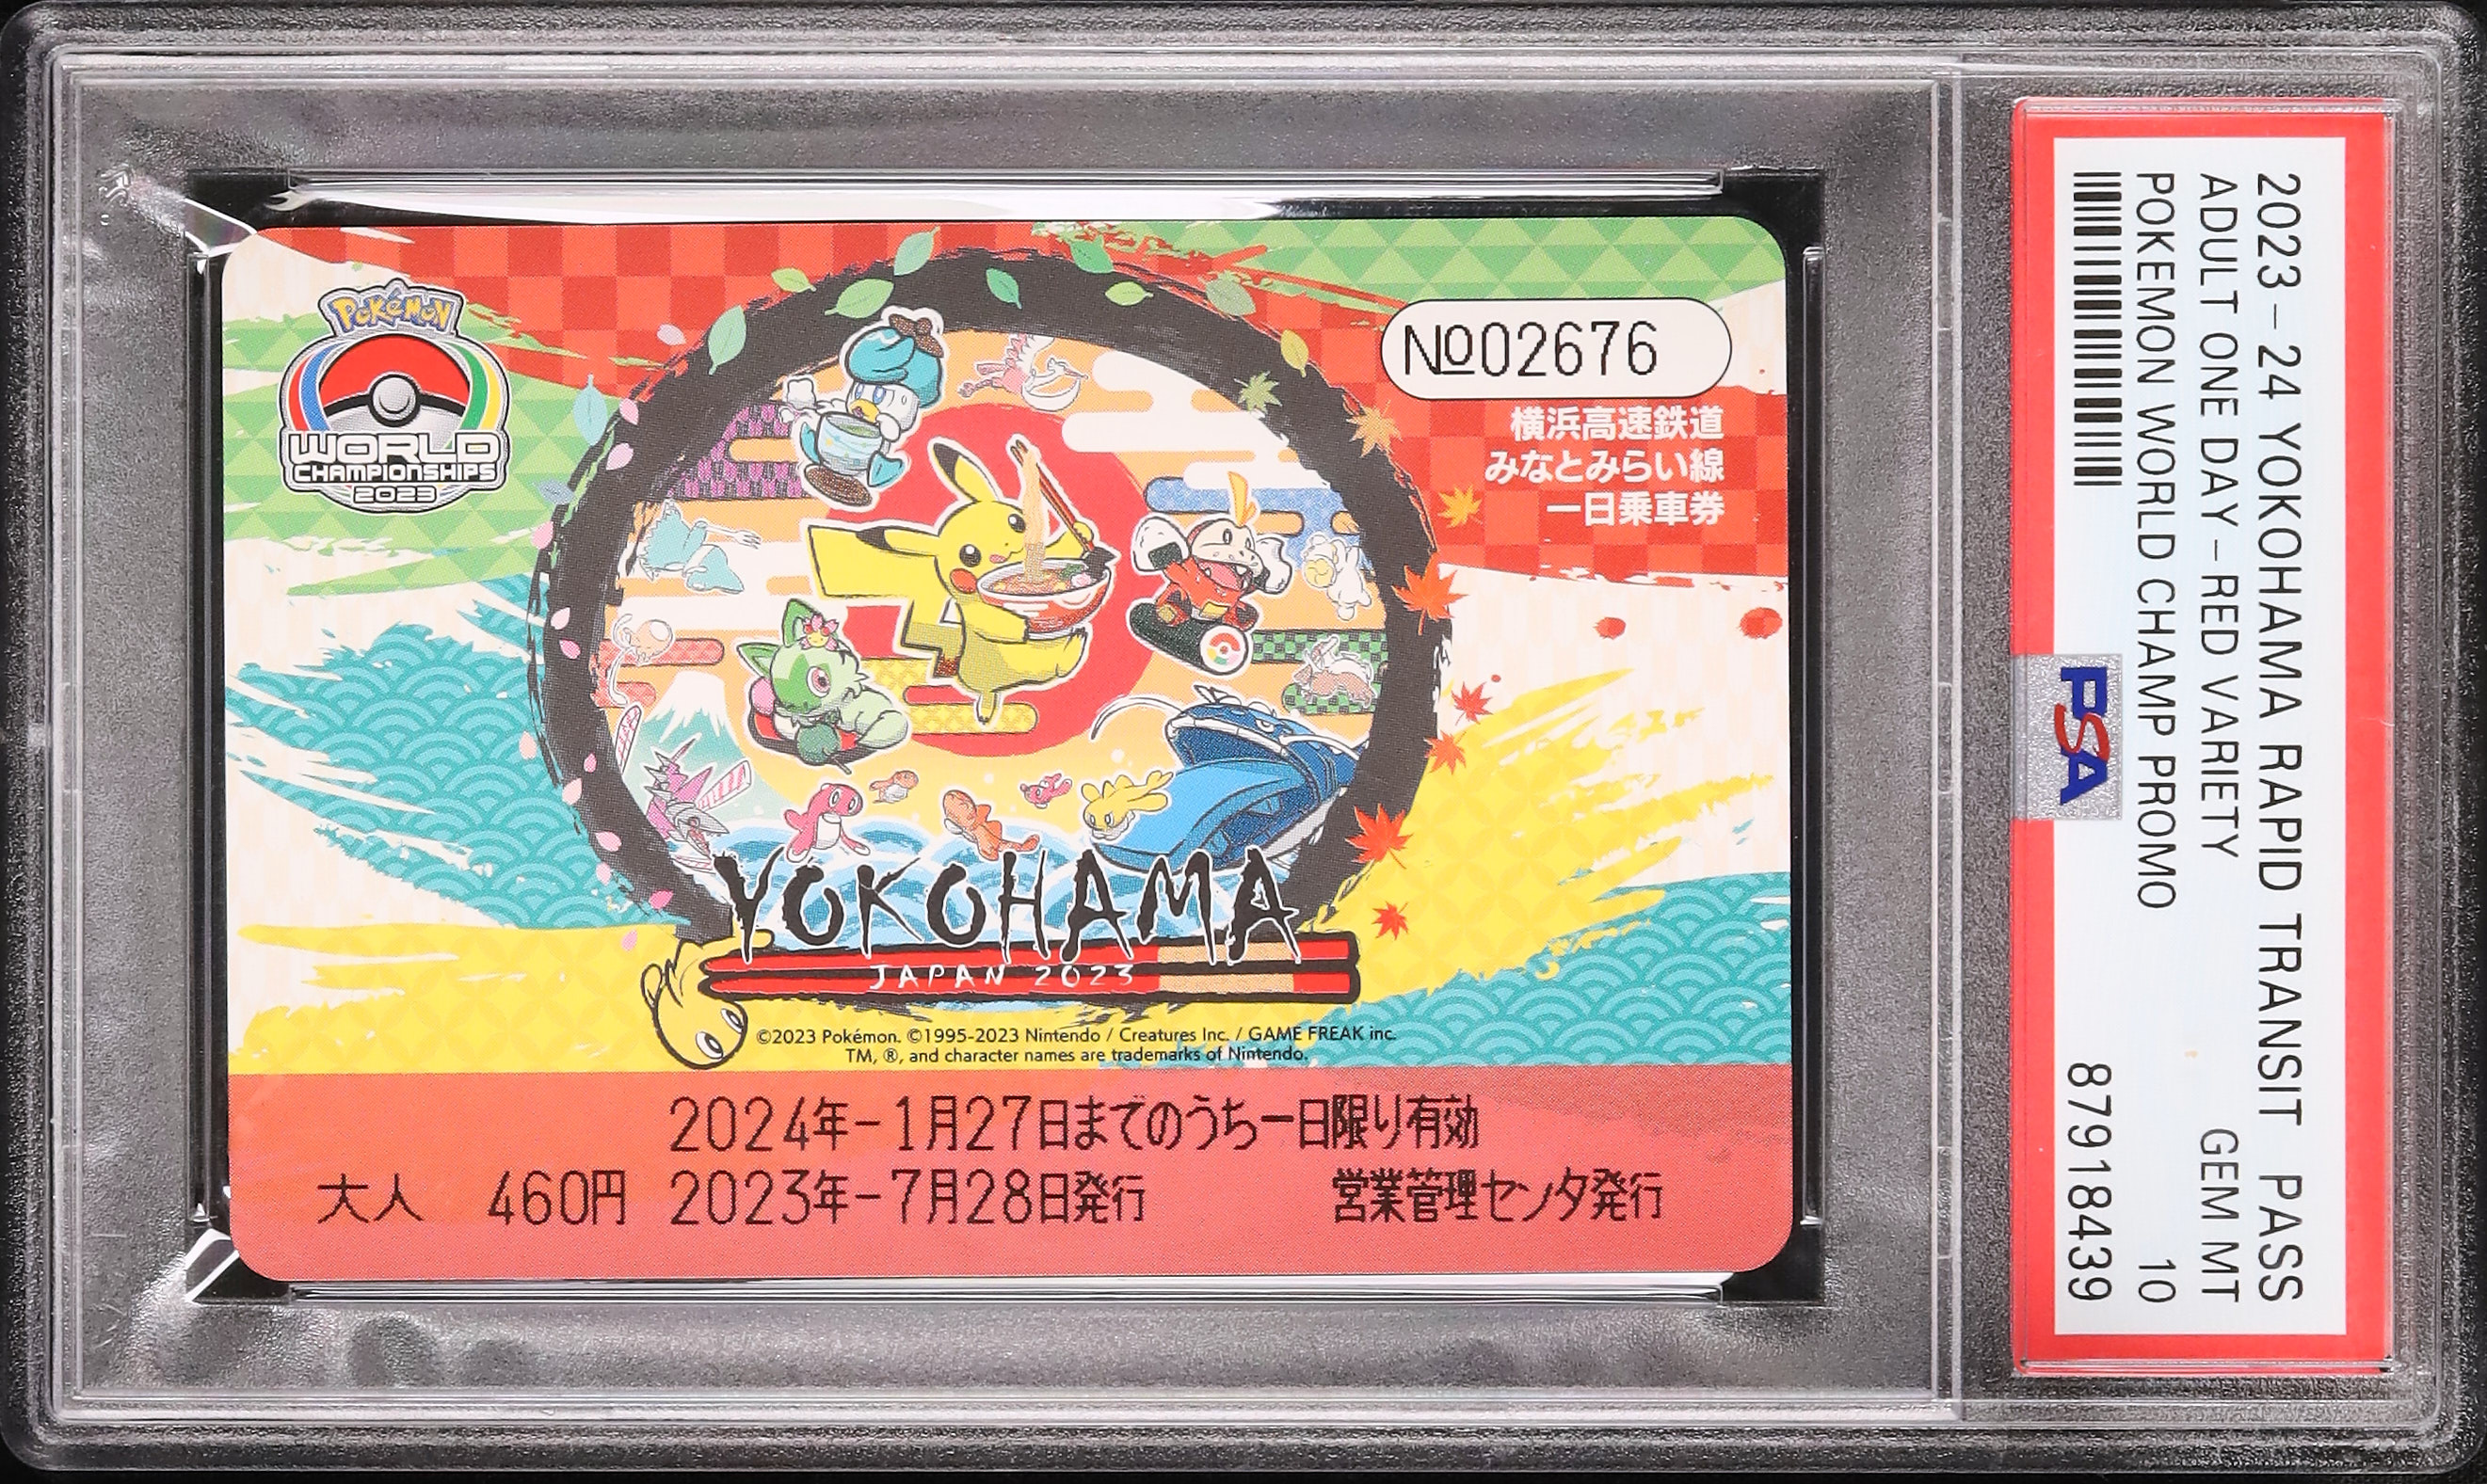 Pokémon
WORLD
CHAMPIONSHIPS
2023
No02676
横浜高速鉄道
みなとみらい線
一日乗車券
YOKOHAMA
JAPAN 2023
©2023 Pokémon. ©1995-2023 Nintendo / Creatures Inc. / GAME FREAK inc.
TM, ®, and character names are trademarks of Nintendo.
2024年-1月27日までのうち一日限り有効
大人 460円 2023年-7月28日発行 営業管理センタ発行
2023-24 YOKOHAMA RAPID TRANSIT PASS
ADULT ONE DAY-RED VARIETY GEM MT
POKEMON WORLD CHAMP PROMO 10
87918439
PSA